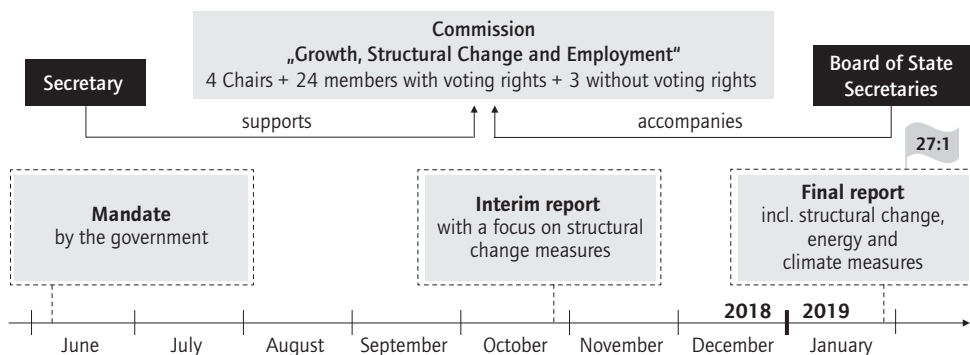 Commission
„Growth, Structural Change and Employment“
4 Chairs + 24 members with voting rights + 3 without voting rights
Secretary
Board of State
Secretaries
supports
accompanies
27:1
Mandate
by the government
Interim report
with a focus on structural
change measures
Final report
incl. structural change,
energy and
climate measures
2018
2019
June
July
August
September
October
November
December
January